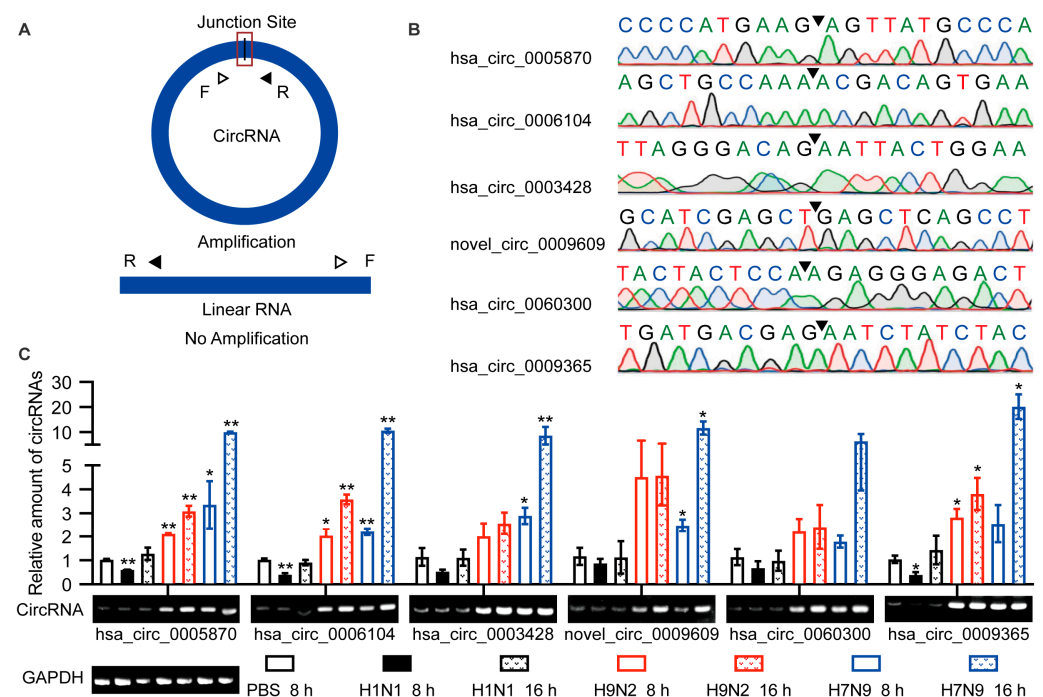 A
Junction Site
F
R
CircRNA
Amplification
R
F
Linear RNA
No Amplification
B
CCCCATGAAGAGTTATGCCCA
hsa_circ_0005870
AGCTGCCAAAACGACAGTGAA
hsa_circ_0006104
TTAGGGACAGAATTACTGGAA
hsa_circ_0003428
GCATCGAGCTGAGCTCAGCCT
novel_circ_0009609
TACTACTCCAAGAGGGAGACT
hsa_circ_0060300
TGATGACGAGAATCTATCTAC
hsa_circ_0009365
C
Relative amount of circRNAs
30
20
10
5
4
3
2
1
0
** ** ** * **
** * ** ** **
* **
* *
* * * *
CircRNA
hsa_circ_0005870 hsa_circ_0006104 hsa_circ_0003428 novel_circ_0009609 hsa_circ_0060300 hsa_circ_0009365
GAPDH
PBS 8 h H1N1 8 h H1N1 16 h H9N2 8 h H9N2 16 h H7N9 8 h H7N9 16 h